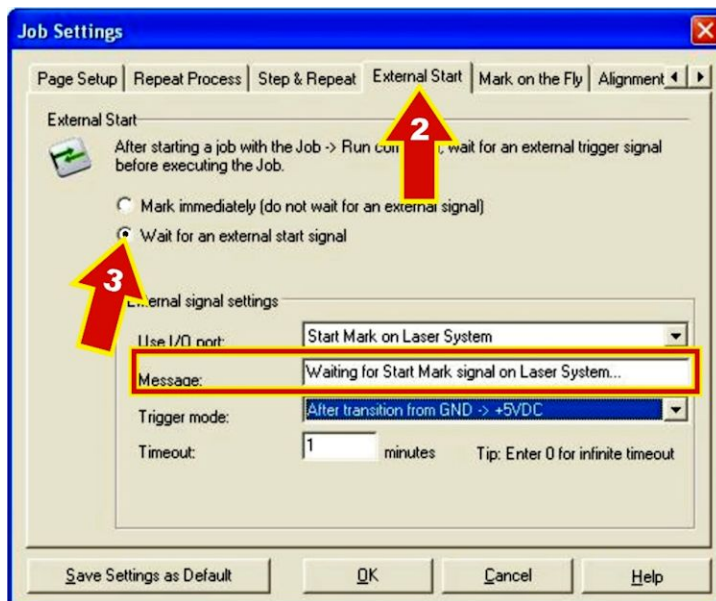 Job Settings
Page Setup
Repeat Process
Step & Repeat
External Start
Mark on the Fly
Alignment
External Start
2
After starting a job with the Job -> Run wait for an external trigger signal
before executing the Job.
Mark immediately (do not wait for an external signal)
Wait for an external start signal
3
External signal settings
Use I/O port:
Start Mark on Laser System
Message:
Waiting for Start Mark signal on Laser System...
Trigger mode:
After transition from GND -> +5VDC
Timeout:
1
minutes
Tip: Enter 0 for infinite timeout
Save Settings as Default
OK
Cancel
Help